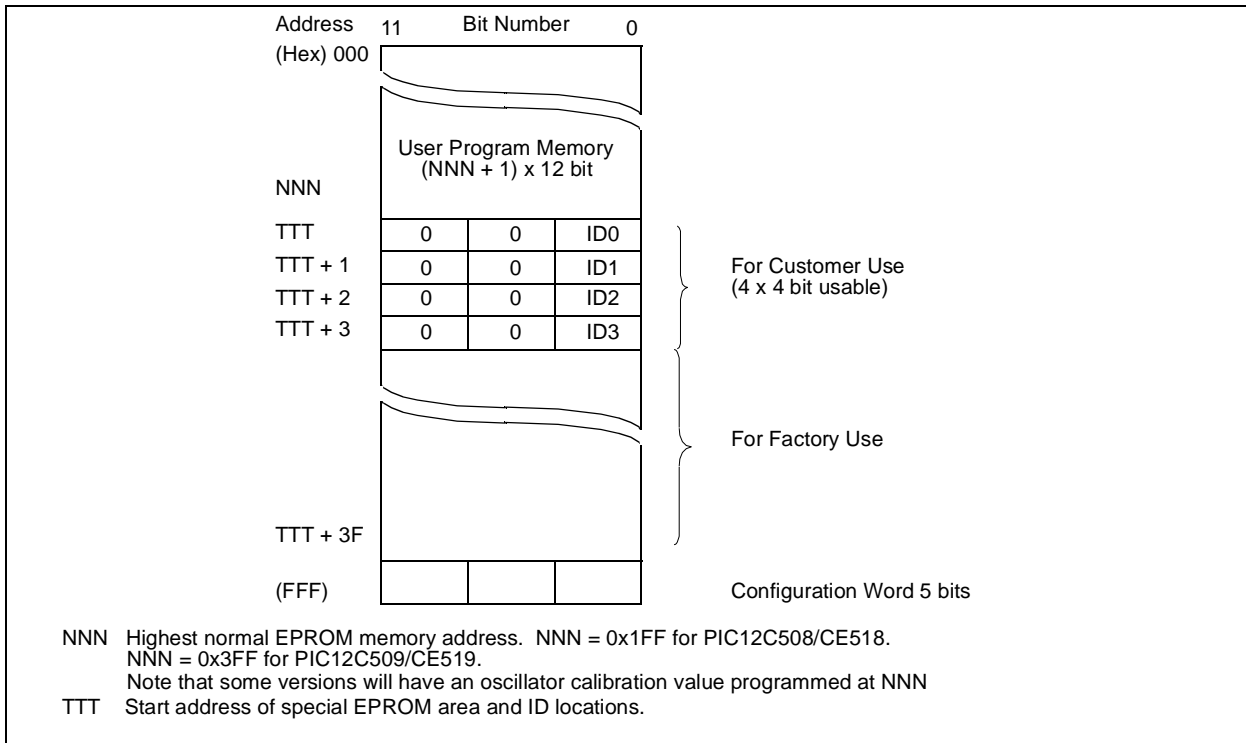 Address 11 Bit Number 0
(Hex) 000
User Program Memory
(NNN + 1) x 12 bit
NNN
TTT 0 0 ID0
TTT + 1 0 0 ID1
TTT + 2 0 0 ID2
TTT + 3 0 0 ID3
For Customer Use
(4 x 4 bit usable)
For Factory Use
TTT + 3F
(FFF) Configuration Word 5 bits
NNN Highest normal EPROM memory address. NNN = 0x1FF for PIC12C508/CE518.
NNN = 0x3FF for PIC12C509/CE519.
Note that some versions will have an oscillator calibration value programmed at NNN
TTT Start address of special EPROM area and ID locations.